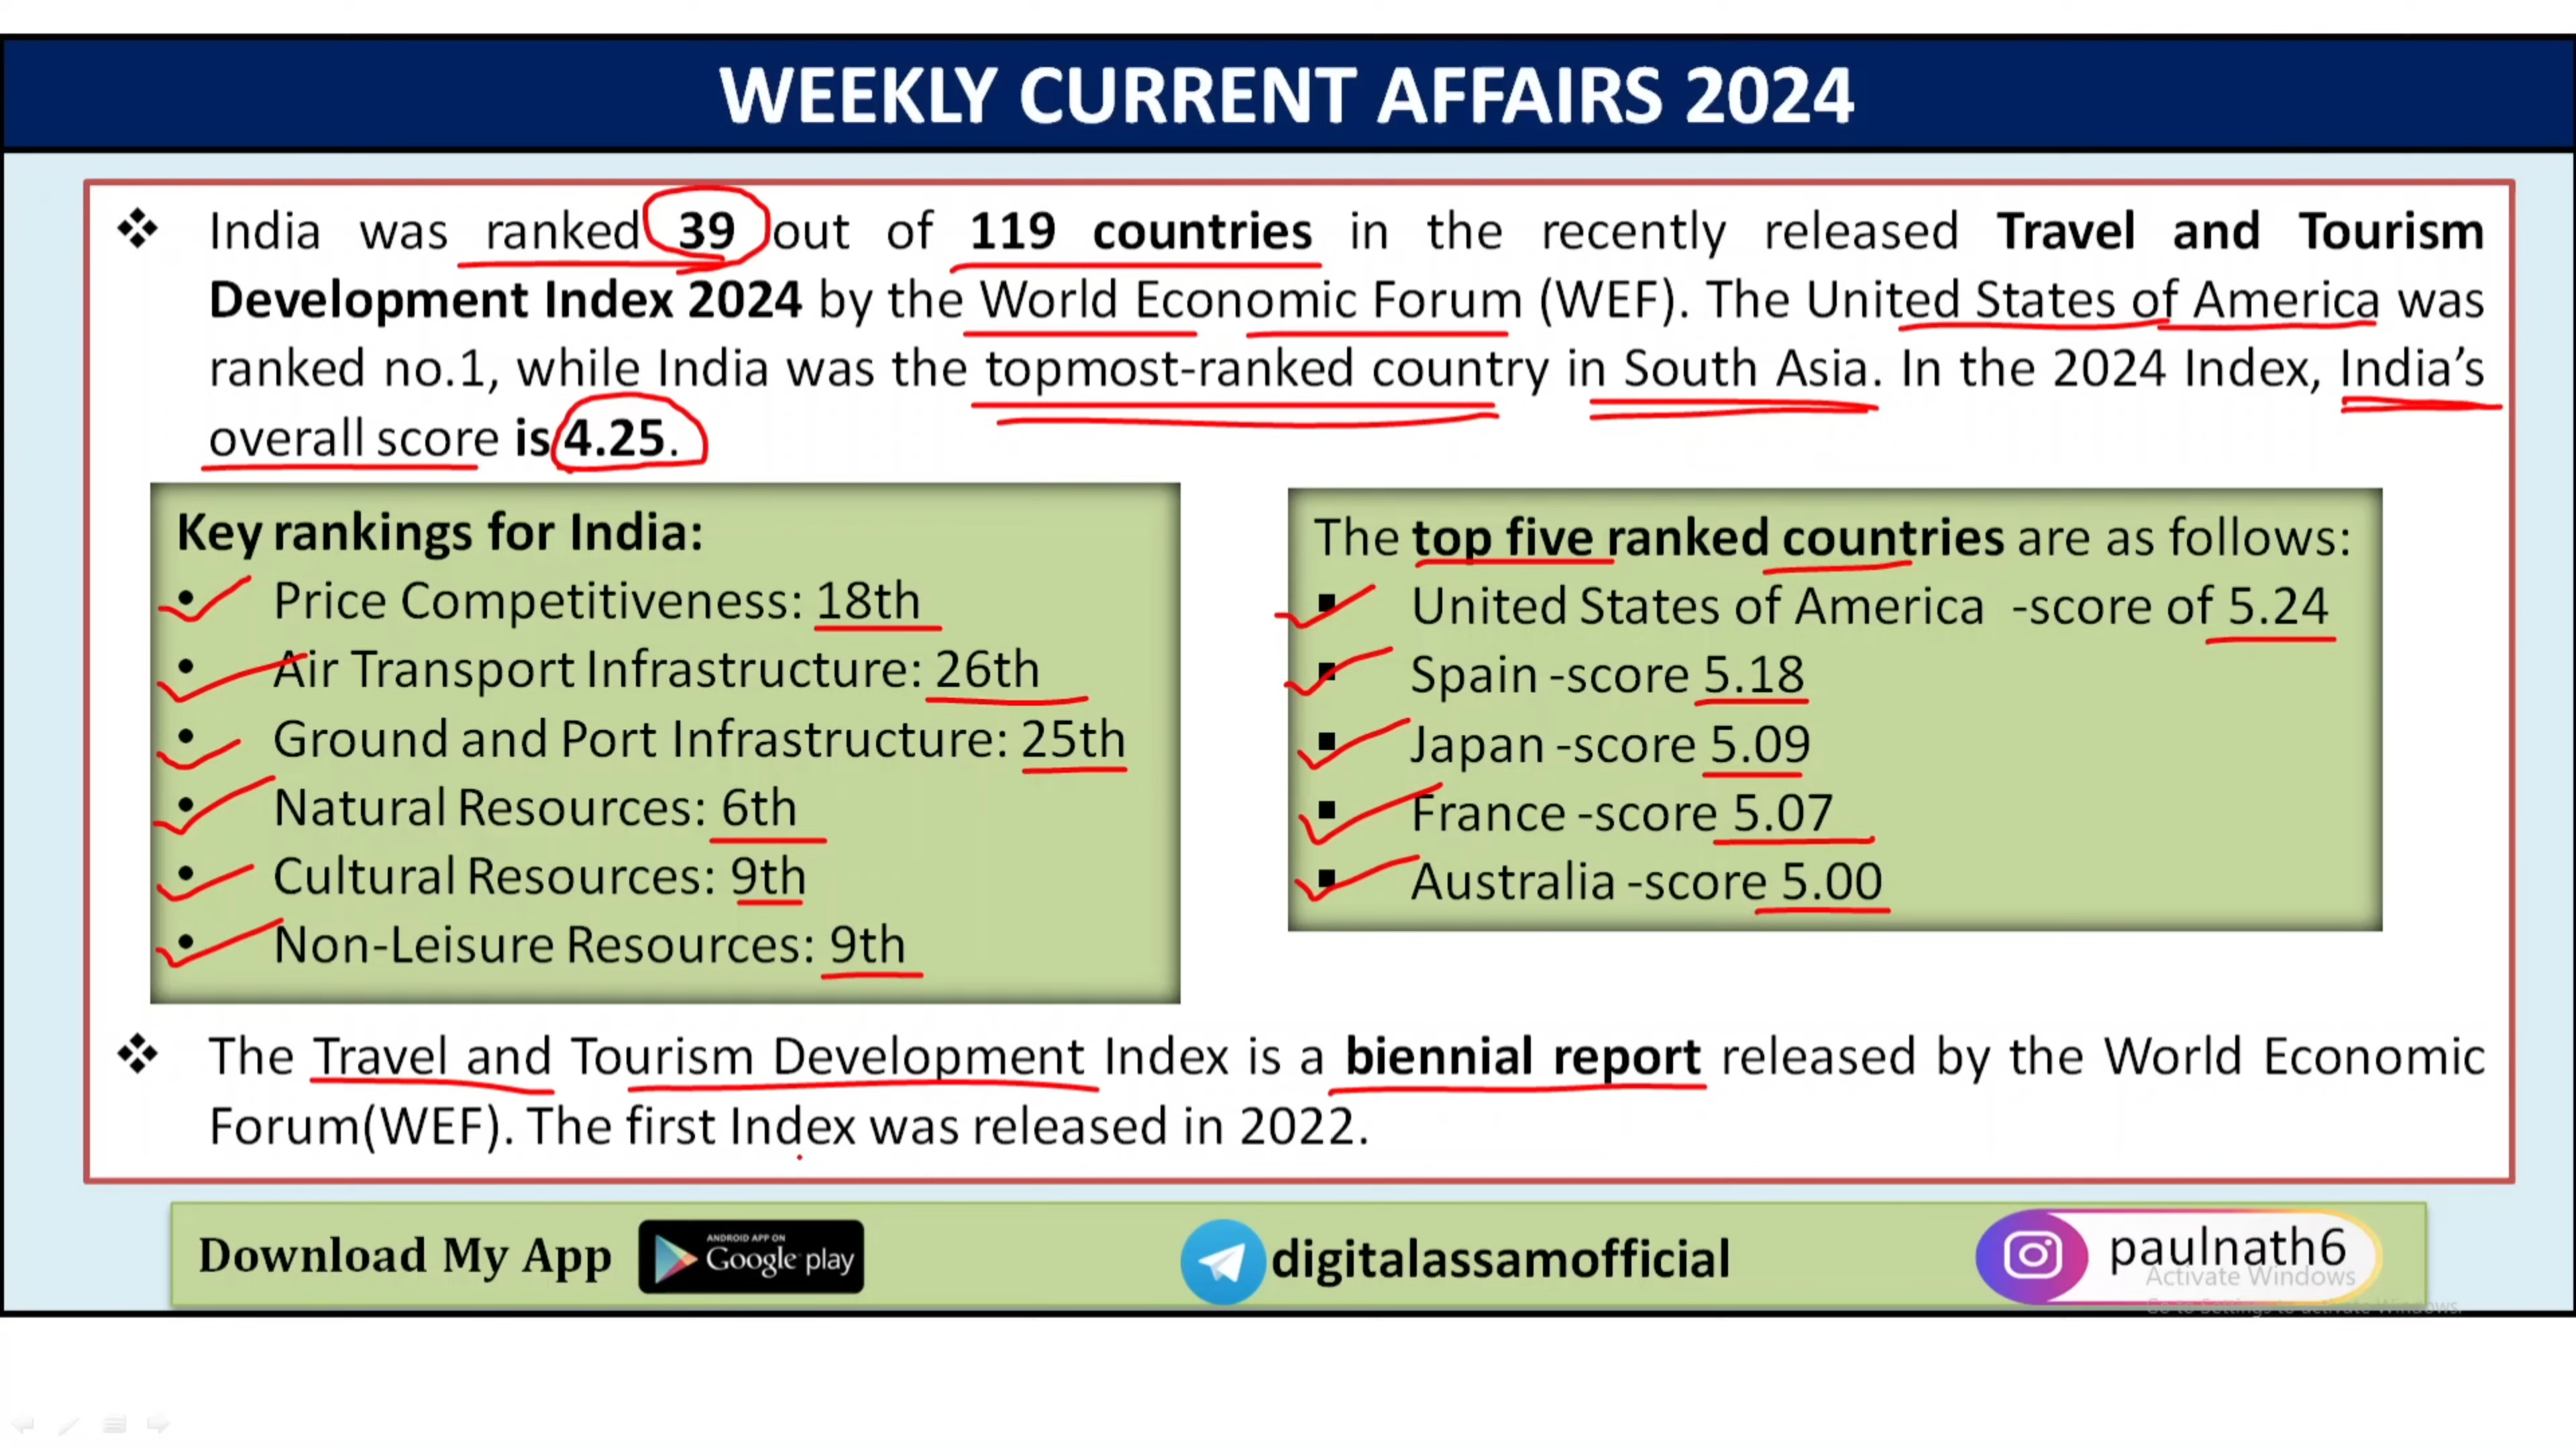 WEEKLY CURRENT AFFAIRS 2024
❖ India was ranked 39 out of 119 countries in the recently released Travel and Tourism
Development Index 2024 by the World Economic Forum (WEF). The United States of America was
ranked no.1, while India was the topmost-ranked country in South Asia. In the 2024 Index, India's
overall score is 4.25.
Key rankings for India:
• Price Competitiveness: 18th
• Air Transport Infrastructure: 26th
• Ground and Port Infrastructure: 25th
• Natural Resources: 6th
• Cultural Resources: 9th
• Non-Leisure Resources: 9th
The top five ranked countries are as follows:
▪ United States of America -score of 5.24
▪ Spain -score 5.18
▪ Japan -score 5.09
▪ France -score 5.07
▪ Australia -score 5.00
❖ The Travel and Tourism Development Index is a biennial report released by the World Economic
Forum(WEF). The first Index was released in 2022.
Download My App
ANDROID APP ON
Google play
digitalassamofficial
paulnath6
Activate Windows
Go to Settings to activate Windows.